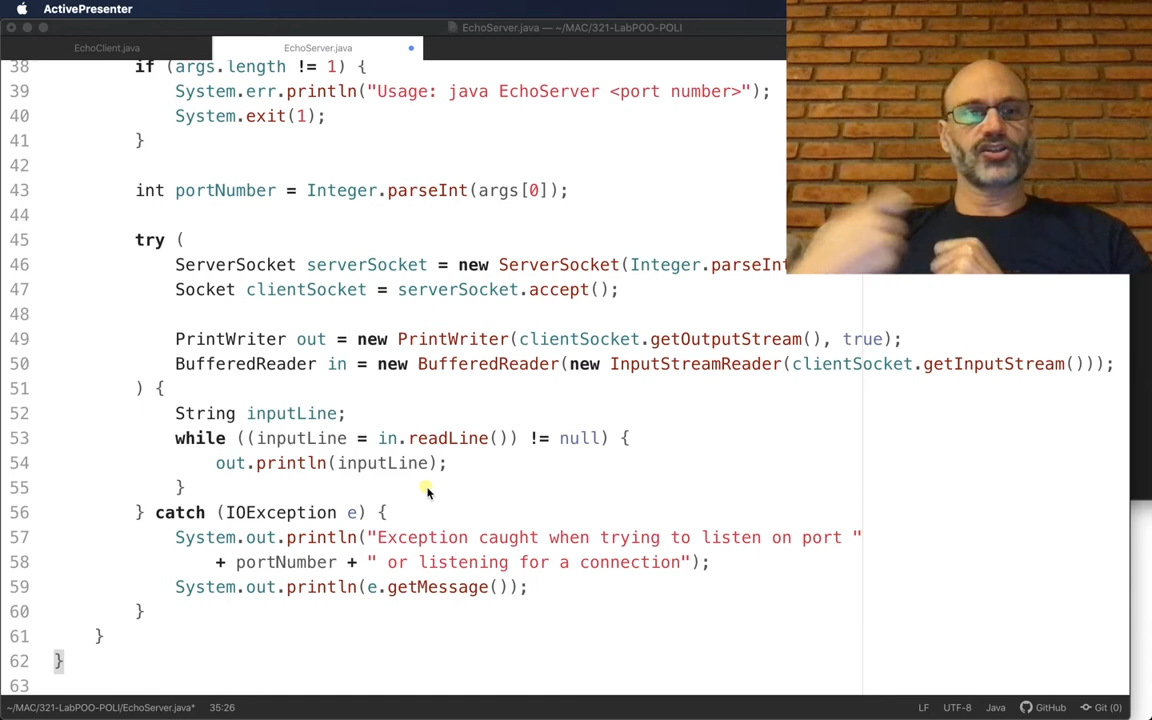 ActivePresenter
EchoServer.java — ~/MAC/321-LabPOO-POLI
EchoClient.java
EchoServer.java
38 if (args.length != 1) {
39 System.err.println("Usage: java EchoServer <port number>");
40 System.exit(1);
41 }
42
43 int portNumber = Integer.parseInt(args[0]);
44
45 try (
46 ServerSocket serverSocket = new ServerSocket(Integer.parseInt
47 Socket clientSocket = serverSocket.accept();
48
49 PrintWriter out = new PrintWriter(clientSocket.getOutputStream(), true);
50 BufferedReader in = new BufferedReader(new InputStreamReader(clientSocket.getInputStream()));
51 ) {
52 String inputLine;
53 while ((inputLine = in.readLine()) != null) {
54 out.println(inputLine);
55 }
56 } catch (IOException e) {
57 System.out.println("Exception caught when trying to listen on port "
58 + portNumber + " or listening for a connection");
59 System.out.println(e.getMessage());
60 }
61 }
62 }
63
~/MAC/321-LabPOO-POLI/EchoServer.java* 35:26 LF UTF-8 Java GitHub Git (0)